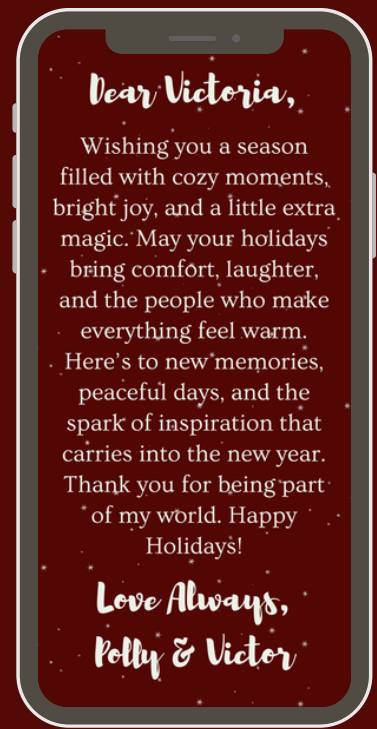 Dear Victoria,
Wishing you a season
filled with cozy moments,
bright joy, and a little extra
magic. May your holidays
bring comfort, laughter,
and the people who make
everything feel warm.
Here's to new memories,
peaceful days, and the
spark of inspiration that
carries into the new year.
Thank you for being part
of my world. Happy
Holidays!
Love Always,
Polly & Victor